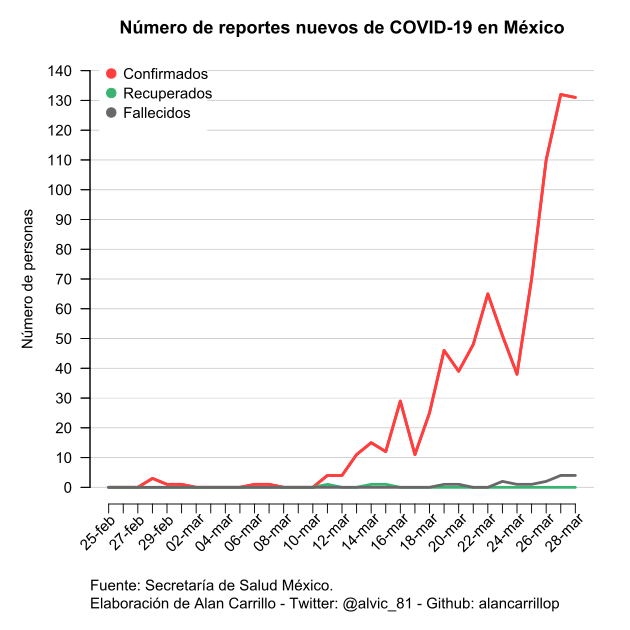 Número de reportes nuevos de COVID-19 en México
Confirmados
Recuperados
Fallecidos
Número de personas
140
130
120
110
100
90
80
70
60
50
40
30
20
10
0
25-feb
27-feb
29-feb
02-mar
04-mar
06-mar
08-mar
10-mar
12-mar
14-mar
16-mar
18-mar
20-mar
22-mar
24-mar
26-mar
28-mar
Fuente: Secretaría de Salud México.
Elaboración de Alan Carrillo - Twitter: @alvic_81 - Github: alancarrillop